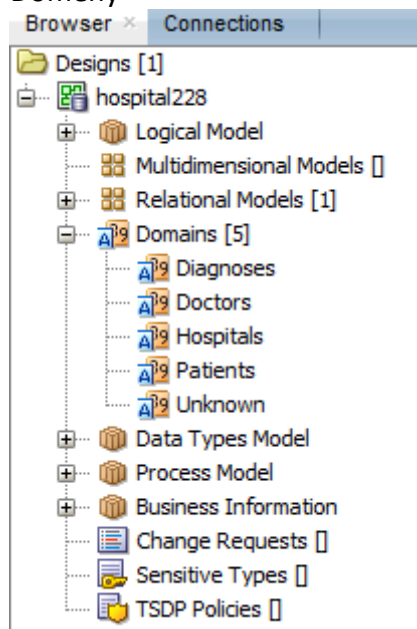 Browser × Connections
Designs [1]
hospital228
Logical Model
Multidimensional Models []
Relational Models [1]
Domains [5]
Diagnoses
Doctors
Hospitals
Patients
Unknown
Data Types Model
Process Model
Business Information
Change Requests []
Sensitive Types []
TSDP Policies []